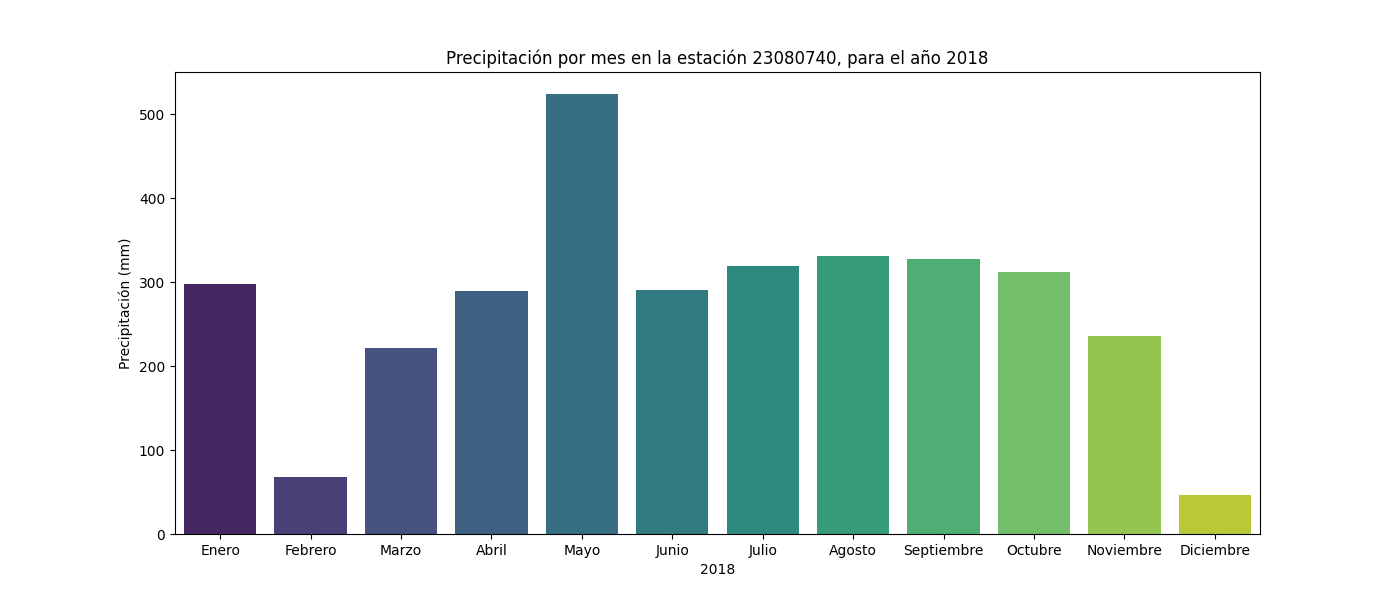 Precipitación por mes en la estación 23080740, para el año 2018
Precipitación (mm)
500
400
300
200
100
0
Enero Febrero Marzo Abril Mayo Junio Julio Agosto Septiembre Octubre Noviembre Diciembre
2018